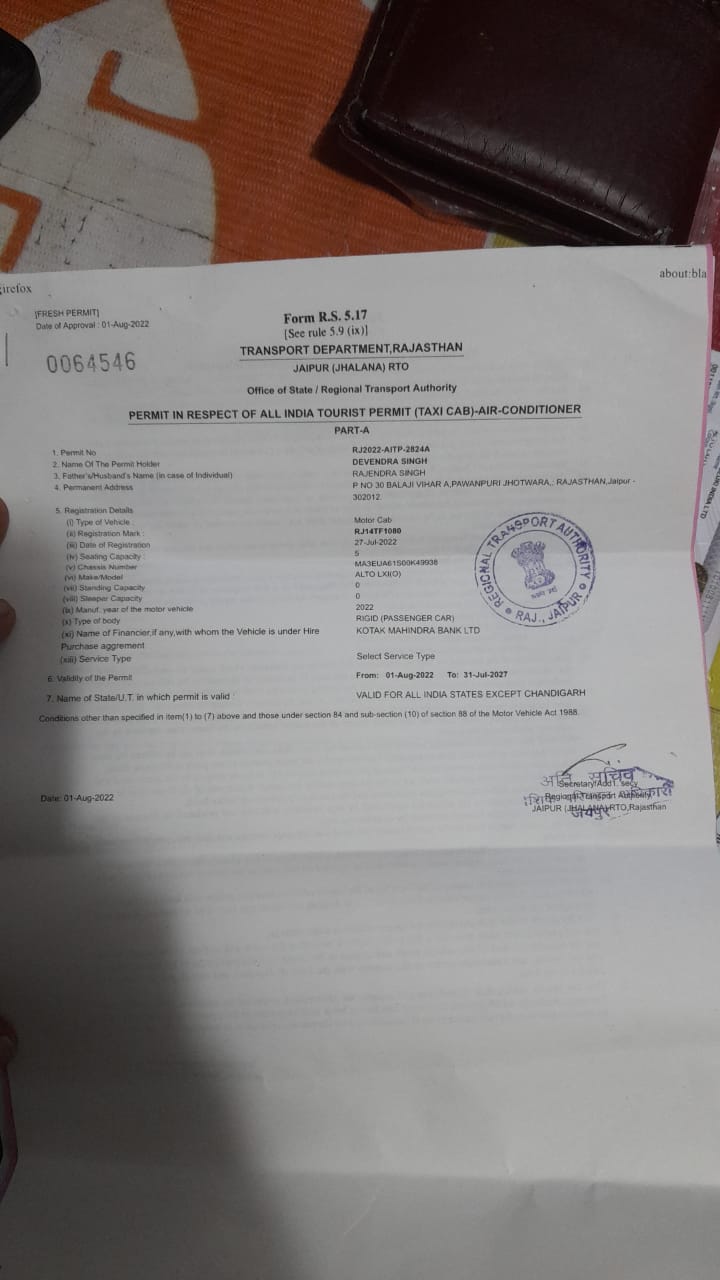 irefox
about:bla
[FRESH PERMIT]
Date of Approval : 01-Aug-2022
0064546
Form R.S. 5.17
[See rule 5.9 (ix)]
TRANSPORT DEPARTMENT,RAJASTHAN
JAIPUR (JHALANA) RTO
Office of State / Regional Transport Authority
PERMIT IN RESPECT OF ALL INDIA TOURIST PERMIT (TAXI CAB)-AIR-CONDITIONER
PART-A
1. Permit No RJ2022-AITP-2824A
2. Name Of The Permit Holder DEVENDRA SINGH
3. Father's/Husband's Name (in case of Individual) RAJENDRA SINGH
4. Permanent Address P NO 30 BALAJI VIHAR A,PAWANPURI JHOTWARA,: RAJASTHAN,Jaipur -
302012
5. Registration Details
(i) Type of Vehicle : Motor Cab
(ii) Registration Mark : RJ14TF1080
(iii) Date of Registration 27-Jul-2022
(iv) Seating Capacity : 5
(v) Chassis Number MA3EUA61S00K49938
(vi) Make/Model ALTO LXI(O)
(vii) Standing Capacity 0
(viii) Sleeper Capacity 0
(ix) Manuf. year of the motor vehicle 2022
(x) Type of body RIGID (PASSENGER CAR)
(xi) Name of Financier,if any,with whom the Vehicle is under Hire KOTAK MAHINDRA BANK LTD
Purchase aggrement
(xiii) Service Type Select Service Type
6. Validity of the Permit From: 01-Aug-2022 To: 31-Jul-2027
7. Name of State/U.T. in which permit is valid : VALID FOR ALL INDIA STATES EXCEPT CHANDIGARH
Conditions other than specified in item(1) to (7) above and those under section 84 and sub-section (10) of section 88 of the Motor Vehicle Act 1988.
REGIONAL TRANSPORT AUTHORITY
RAJ., JAIPUR
Date: 01-Aug-2022
अति सचिव
Secretary/Addl. secy
Regional Transport Authority
JAIPUR (JHALANA) RTO,Rajasthan
जयपुर
INDIA LTD